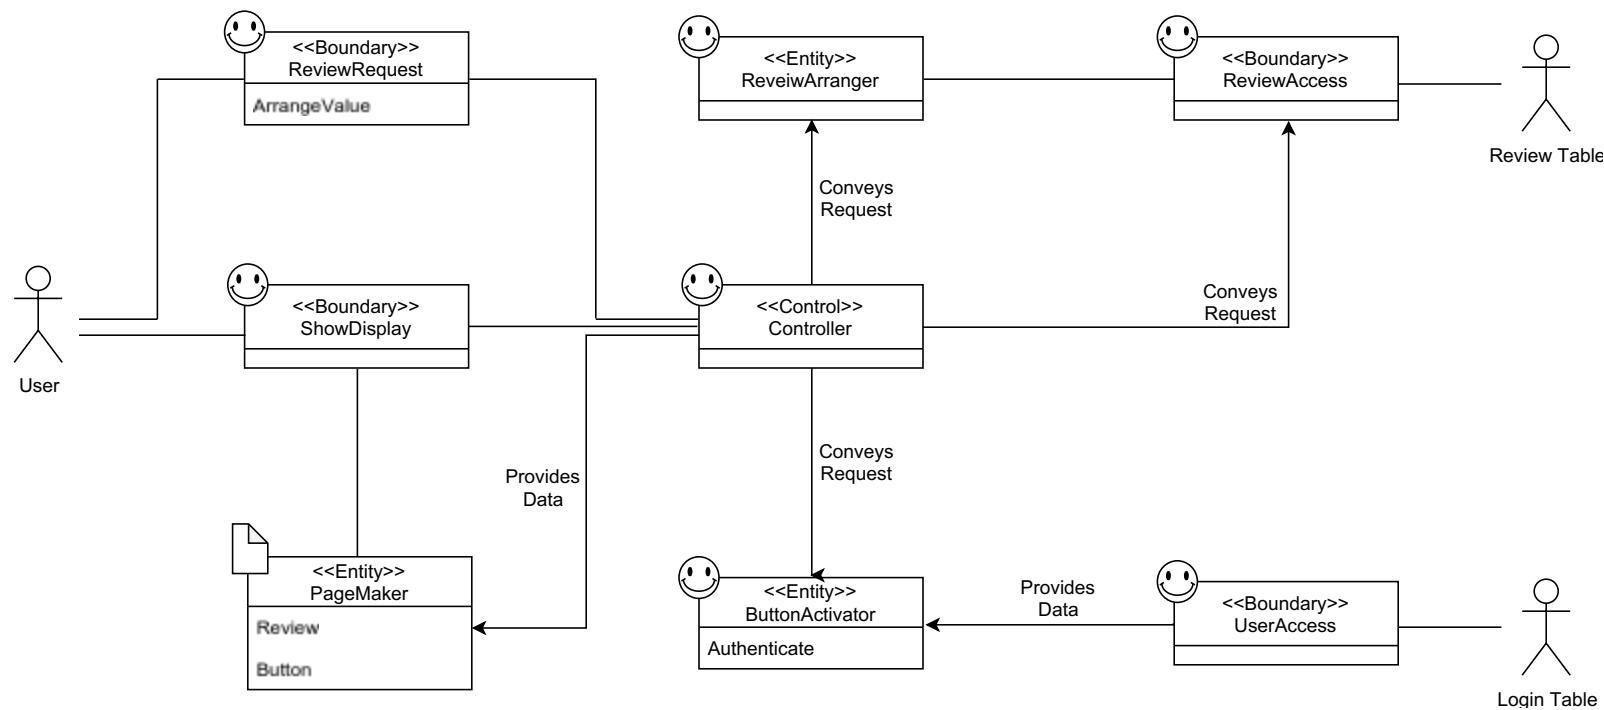 <<Boundary>>
ReviewRequest
ArrangeValue
<<Entity>>
ReveiwArranger
<<Boundary>>
ReviewAccess
Review Table
Conveys
Request
User
<<Boundary>>
ShowDisplay
<<Control>>
Controller
Conveys
Request
Provides
Data
Conveys
Request
<<Entity>>
PageMaker
Review
Button
<<Entity>>
ButtonActivator
Authenticate
Provides
Data
<<Boundary>>
UserAccess
Login Table